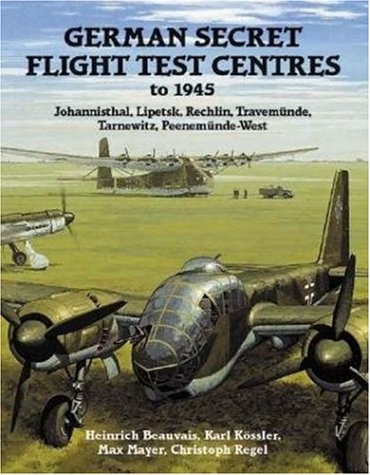 GERMAN SECRET
FLIGHT TEST CENTRES
to 1945
Johannisthal, Lipetsk, Rechlin, Travemünde,
Tarnewitz, Peenemünde-West
Heinrich Beauvais, Karl Kössler,
Max Mayer, Christoph Regel